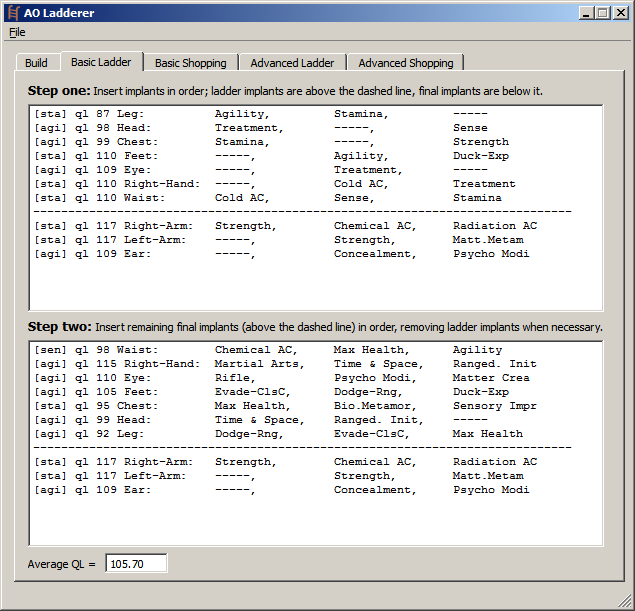 AO Ladderer
File
Build Basic Ladder Basic Shopping Advanced Ladder Advanced Shopping
Step one: Insert implants in order; ladder implants are above the dashed line, final implants are below it.
[sta] ql 87 Leg: Agility, Stamina, -----
[agi] ql 98 Head: Treatment, -----, Sense
[agi] ql 99 Chest: Stamina, -----, Strength
[sta] ql 110 Feet: -----, Agility, Duck-Exp
[agi] ql 109 Eye: -----, Treatment, -----
[sta] ql 110 Right-Hand: -----, Cold AC, Treatment
[sta] ql 110 Waist: Cold AC, Sense, Stamina
------------------------------------------------------------------------------
[sta] ql 117 Right-Arm: Strength, Chemical AC, Radiation AC
[sta] ql 117 Left-Arm: -----, Strength, Matt.Metam
[agi] ql 109 Ear: -----, Concealment, Psycho Modi
Step two: Insert remaining final implants (above the dashed line) in order, removing ladder implants when necessary.
[sen] ql 98 Waist: Chemical AC, Max Health, Agility
[agi] ql 115 Right-Hand: Martial Arts, Time & Space, Ranged. Init
[agi] ql 110 Eye: Rifle, Psycho Modi, Matter Crea
[agi] ql 105 Feet: Evade-ClsC, Dodge-Rng, Duck-Exp
[sta] ql 95 Chest: Max Health, Bio.Metamor, Sensory Impr
[agi] ql 99 Head: Time & Space, Ranged. Init, -----
[agi] ql 92 Leg: Dodge-Rng, Evade-ClsC, Max Health
------------------------------------------------------------------------------
[sta] ql 117 Right-Arm: Strength, Chemical AC, Radiation AC
[sta] ql 117 Left-Arm: -----, Strength, Matt.Metam
[agi] ql 109 Ear: -----, Concealment, Psycho Modi
Average QL = 105.70